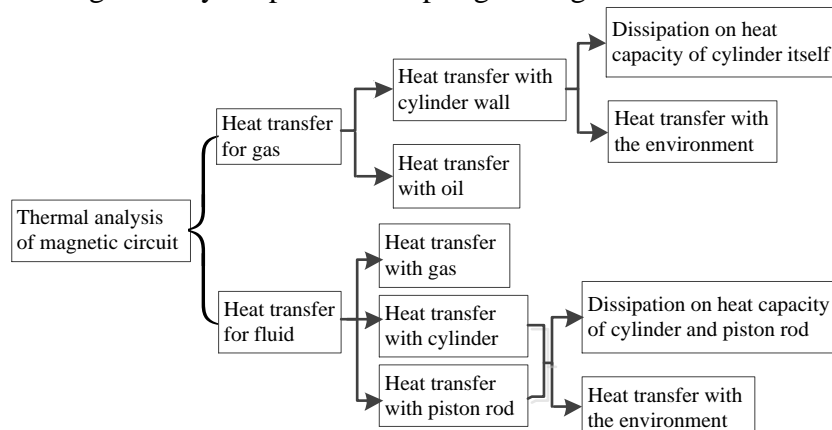 Dissipation on heat
capacity of cylinder itself
Heat transfer with
cylinder wall
Heat transfer
for gas
Heat transfer with
the environment
Heat transfer
with oil
Thermal analysis
of magnetic circuit
Heat transfer
with gas
Heat transfer
for fluid
Heat transfer
with cylinder
Dissipation on heat capacity
of cylinder and piston rod
Heat transfer
with piston rod
Heat transfer with
the environment